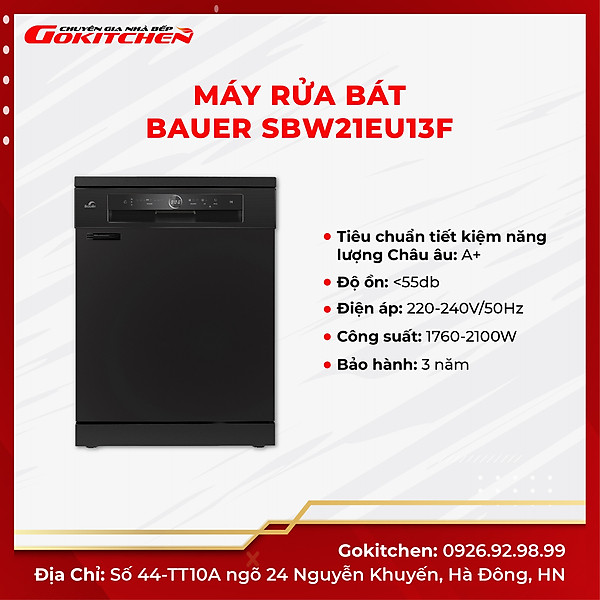 CHUYÊN GIA NHÀ BẾP
GOKITCHEN
MÁY RỬA BÁT
BAUER SBW21EU13F
Tiêu chuẩn tiết kiệm năng
lượng Châu âu: A+
Độ ồn: <55db
Điện áp: 220-240V/50Hz
Công suất: 1760-2100W
Bảo hành: 3 năm
Gokitchen: 0926.92.98.99
Địa Chỉ: Số 44-TT10A ngõ 24 Nguyễn Khuyến, Hà Đông, HN